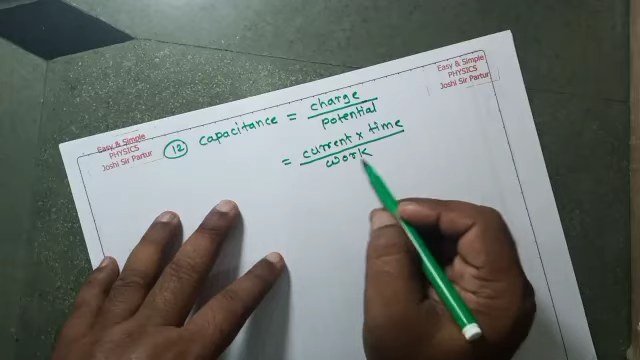 Easy & Simple
PHYSICS
Joshi Sir Partur
Easy & Simple
PHYSICS
Joshi Sir Partur
12 capacitance = charge / potential
= current x time / work